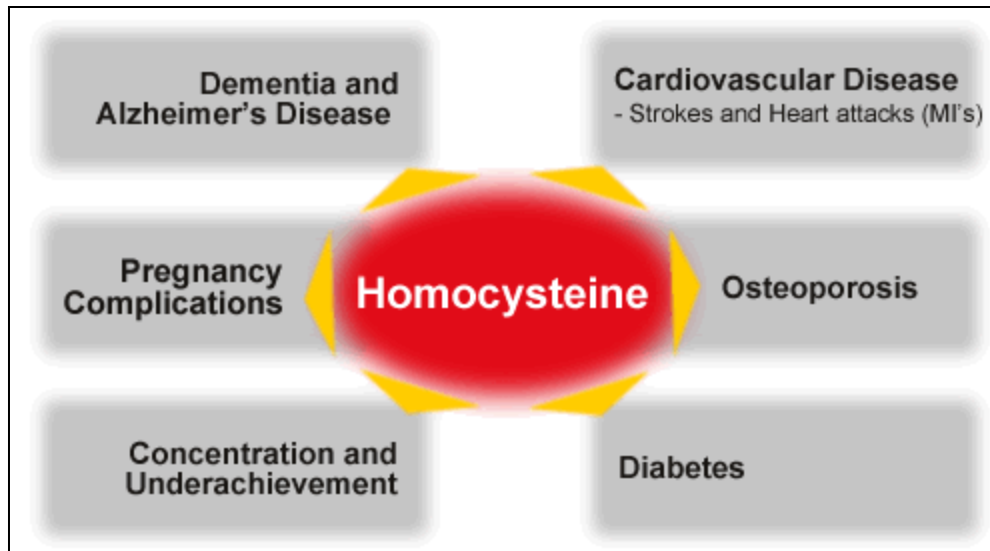 Dementia and
Alzheimer's Disease
Cardiovascular Disease
- Strokes and Heart attacks (MI's)
Pregnancy
Complications
Homocysteine
Osteoporosis
Concentration and
Underachievement
Diabetes